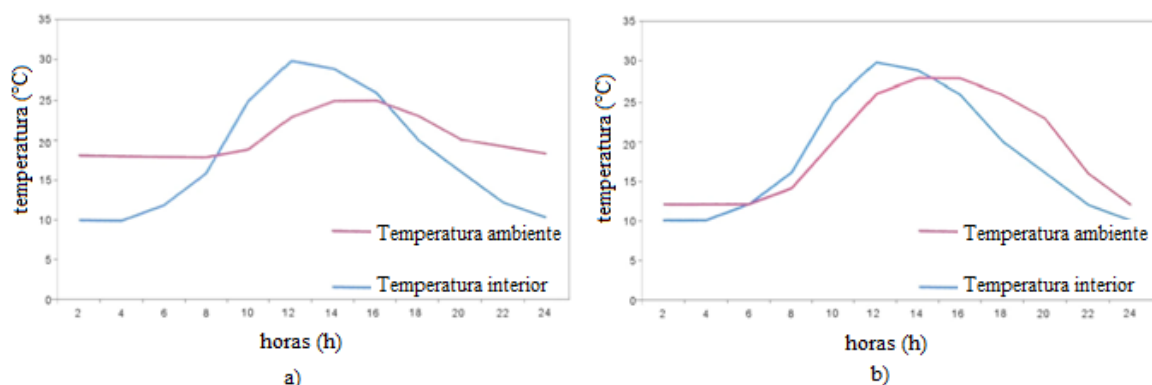 35
30
25
20
15
10
5
0
temperatura (°C)
Temperatura ambiente
Temperatura interior
2 4 6 8 10 12 14 16 18 20 22 24
horas (h)
a)
35
30
25
20
15
10
5
0
temperatura (°C)
Temperatura ambiente
Temperatura interior
2 4 6 8 10 12 14 16 18 20 22 24
horas (h)
b)